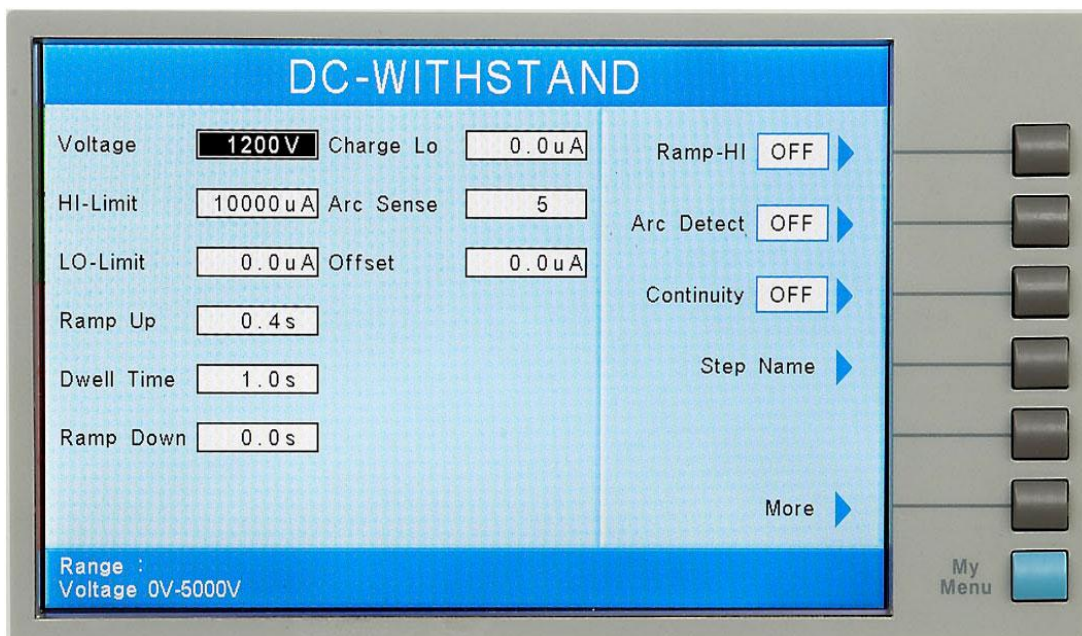 DC-WITHSTAND
Voltage 1200V Charge Lo 0.0uA
HI-Limit 10000uA Arc Sense 5
LO-Limit 0.0uA Offset 0.0uA
Ramp Up 0.4s
Dwell Time 1.0s
Ramp Down 0.0s
Ramp-HI OFF
Arc Detect OFF
Continuity OFF
Step Name
More
Range :
Voltage 0V-5000V
My
Menu